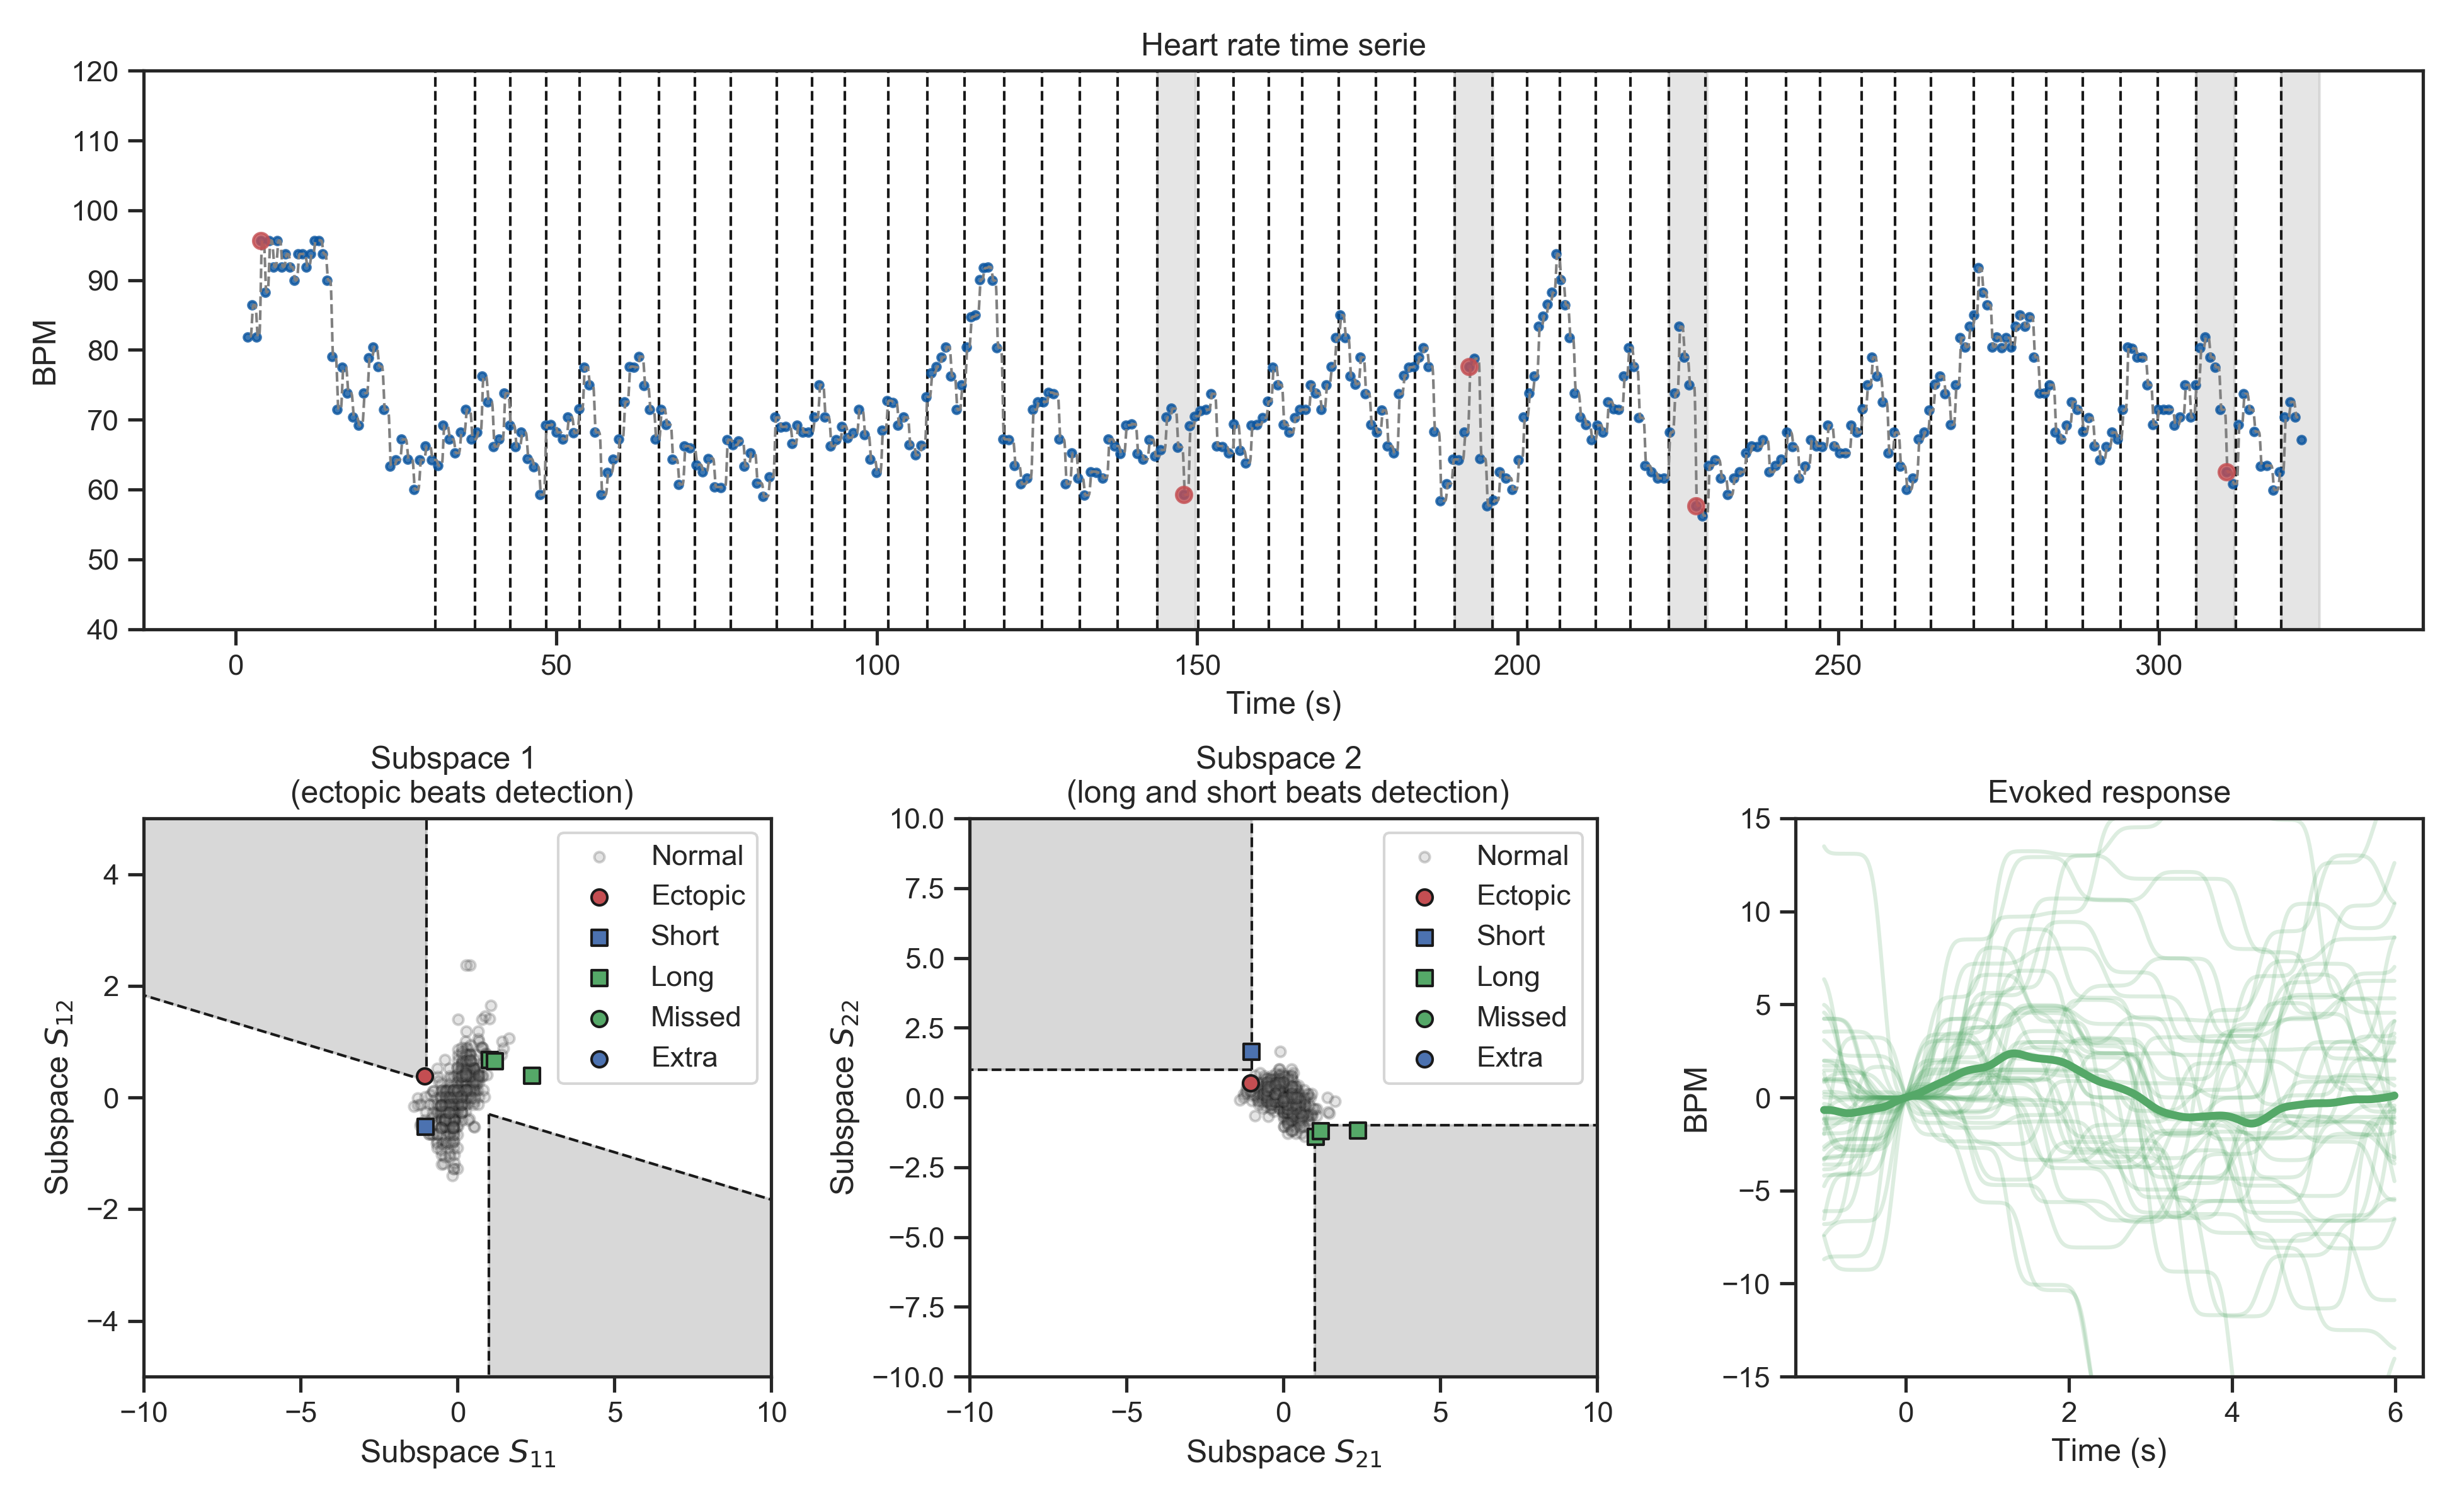 Heart rate time serie
120
110
100
90
80
70
60
50
40
BPM
0 50 100 150 200 250 300
Time (s)
Subspace 1
(ectopic beats detection)
4
2
0
−2
−4
Subspace S12
Normal
Ectopic
Short
Long
Missed
Extra
−10 −5 0 5 10
Subspace S11
Subspace 2
(long and short beats detection)
10.0
7.5
5.0
2.5
0.0
−2.5
−5.0
−7.5
−10.0
Subspace S22
Normal
Ectopic
Short
Long
Missed
Extra
−10 −5 0 5 10
Subspace S21
Evoked response
15
10
5
0
−5
−10
−15
BPM
0 2 4 6
Time (s)